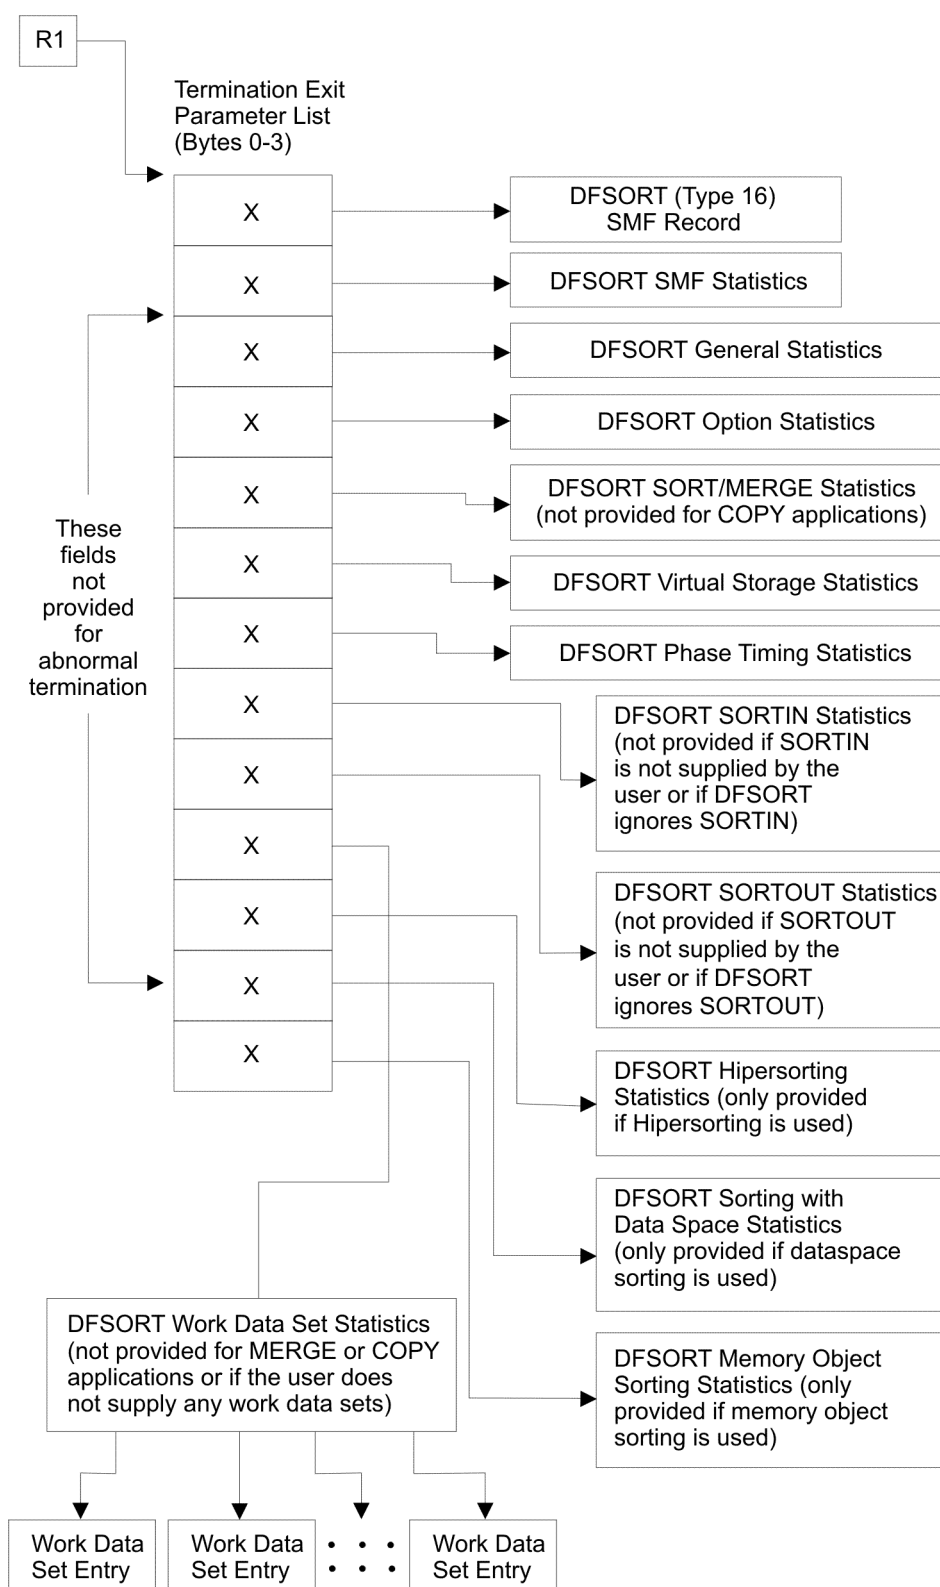 R1
Termination Exit
Parameter List
(Bytes 0-3)
X
DFSORT (Type 16)
SMF Record
X
DFSORT SMF Statistics
X
DFSORT General Statistics
X
DFSORT Option Statistics
X
DFSORT SORT/MERGE Statistics
(not provided for COPY applications)
These
fields
not
provided
for
abnormal
termination
X
DFSORT Virtual Storage Statistics
X
DFSORT Phase Timing Statistics
X
DFSORT SORTIN Statistics
(not provided if SORTIN
is not supplied by the
user or if DFSORT
ignores SORTIN)
X
DFSORT SORTOUT Statistics
(not provided if SORTOUT
is not supplied by the
user or if DFSORT
ignores SORTOUT)
X
X
DFSORT Hipersorting
Statistics (only provided
if Hipersorting is used)
X
DFSORT Sorting with
Data Space Statistics
(only provided if dataspace
sorting is used)
X
DFSORT Memory Object
Sorting Statistics (only
provided if memory object
sorting is used)
DFSORT Work Data Set Statistics
(not provided for MERGE or COPY
applications or if the user does
not supply any work data sets)
Work Data
Set Entry
Work Data
Set Entry
Work Data
Set Entry